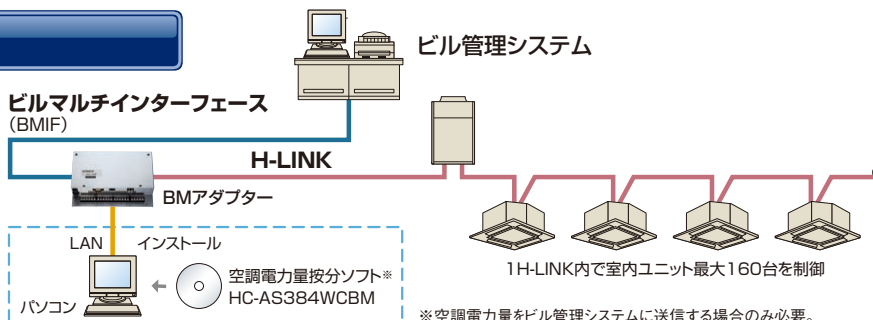 ビル管理システム
ビルマルチインターフェース
(BMIF)
H-LINK
BMアダプター
LAN インストール
空調電力量按分ソフト※
HC-AS384WCBM
パソコン
1H-LINK内で室内ユニット最大160台を制御
※空調電力量をビル管理システムに送信する場合のみ必要。